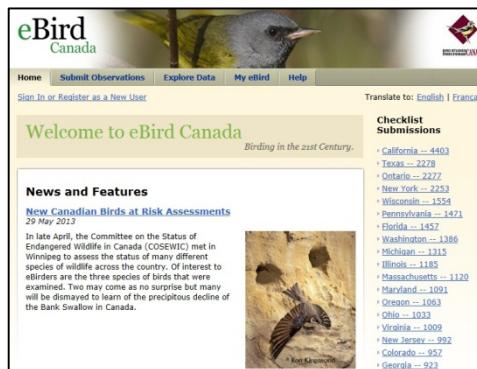 eBird
Canada
Home Submit Observations Explore Data My eBird Help
Sign In or Register as a New User
Translate to: English | França
Welcome to eBird Canada
Birding in the 21st Century.
News and Features
New Canadian Birds at Risk Assessments
29 May 2013
In late April, the Committee on the Status of
Endangered Wildlife in Canada (COSEWIC) met in
Winnipeg to assess the status of many different
species of wildlife across the country. Of interest to
eBirders are the three species of birds that were
examined. Two may come as no surprise but many
will be dismayed to learn of the precipitous decline of
the Bank Swallow in Canada.
© Ron Kingswood
Checklist
Submissions
California -- 4403
Texas -- 2278
Ontario -- 2277
New York -- 2253
Wisconsin -- 1554
Pennsylvania -- 1471
Florida -- 1457
Washington -- 1386
Michigan -- 1315
Illinois -- 1185
Massachusetts -- 1120
Maryland -- 1091
Oregon -- 1063
Ohio -- 1033
Virginia -- 1009
New Jersey -- 992
Colorado -- 957
Georgia -- 923